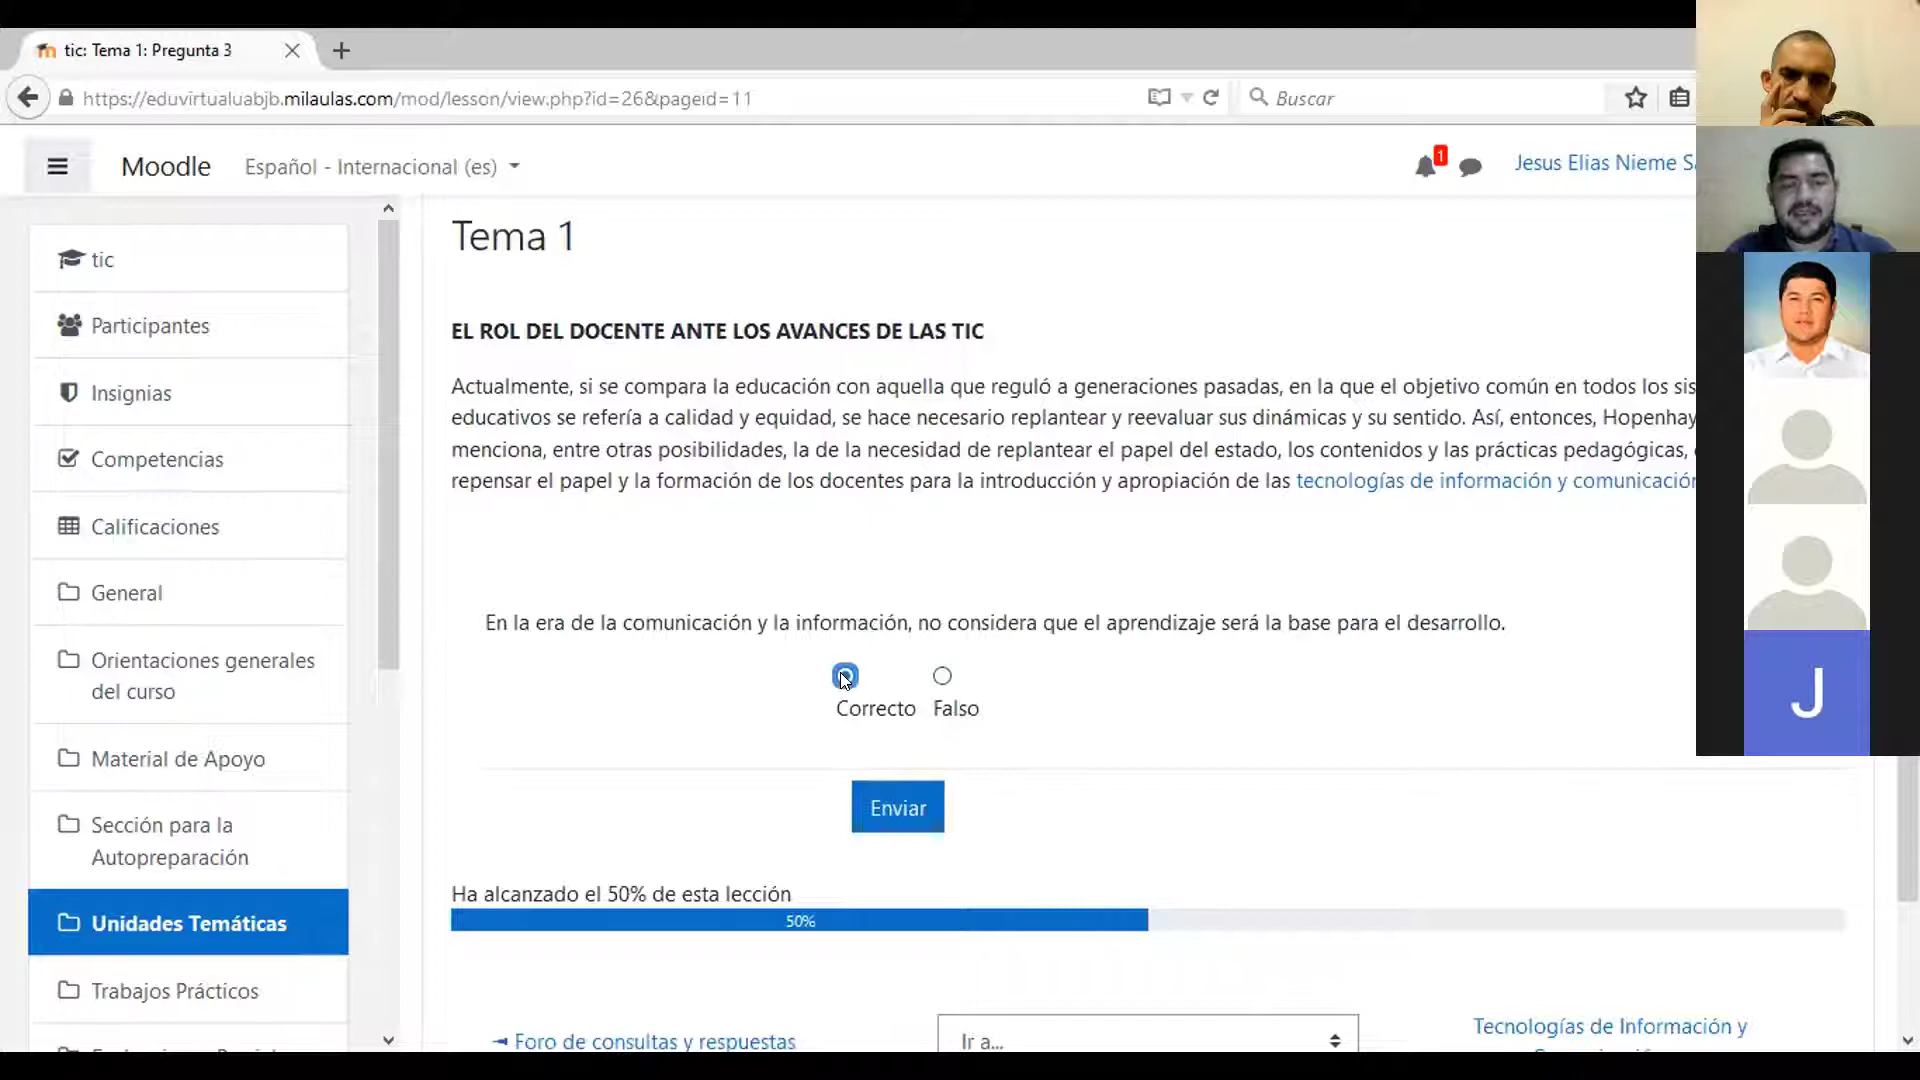 tic: Tema 1: Pregunta 3
https://eduvirtualuabjb.milaulas.com/mod/lesson/view.php?id=26&pageid=11
Buscar
Moodle
Español - Internacional (es)
1
Jesus Elias Nieme
tic
Participantes
Insignias
Competencias
Calificaciones
General
Orientaciones generales
del curso
Material de Apoyo
Sección para la
Autopreparación
Unidades Temáticas
Trabajos Prácticos
Tema 1
EL ROL DEL DOCENTE ANTE LOS AVANCES DE LAS TIC
Actualmente, si se compara la educación con aquella que reguló a generaciones pasadas, en la que el objetivo común en todos los sis
educativos se refería a calidad y equidad, se hace necesario replantear y reevaluar sus dinámicas y su sentido. Así, entonces, Hopenhay
menciona, entre otras posibilidades, la de la necesidad de replantear el papel del estado, los contenidos y las prácticas pedagógicas,
repensar el papel y la formación de los docentes para la introducción y apropiación de las tecnologías de información y comunicación
En la era de la comunicación y la información, no considera que el aprendizaje será la base para el desarrollo.
Correcto Falso
Enviar
Ha alcanzado el 50% de esta lección
50%
Foro de consultas y respuestas
Ir a...
Tecnologías de Información y
J